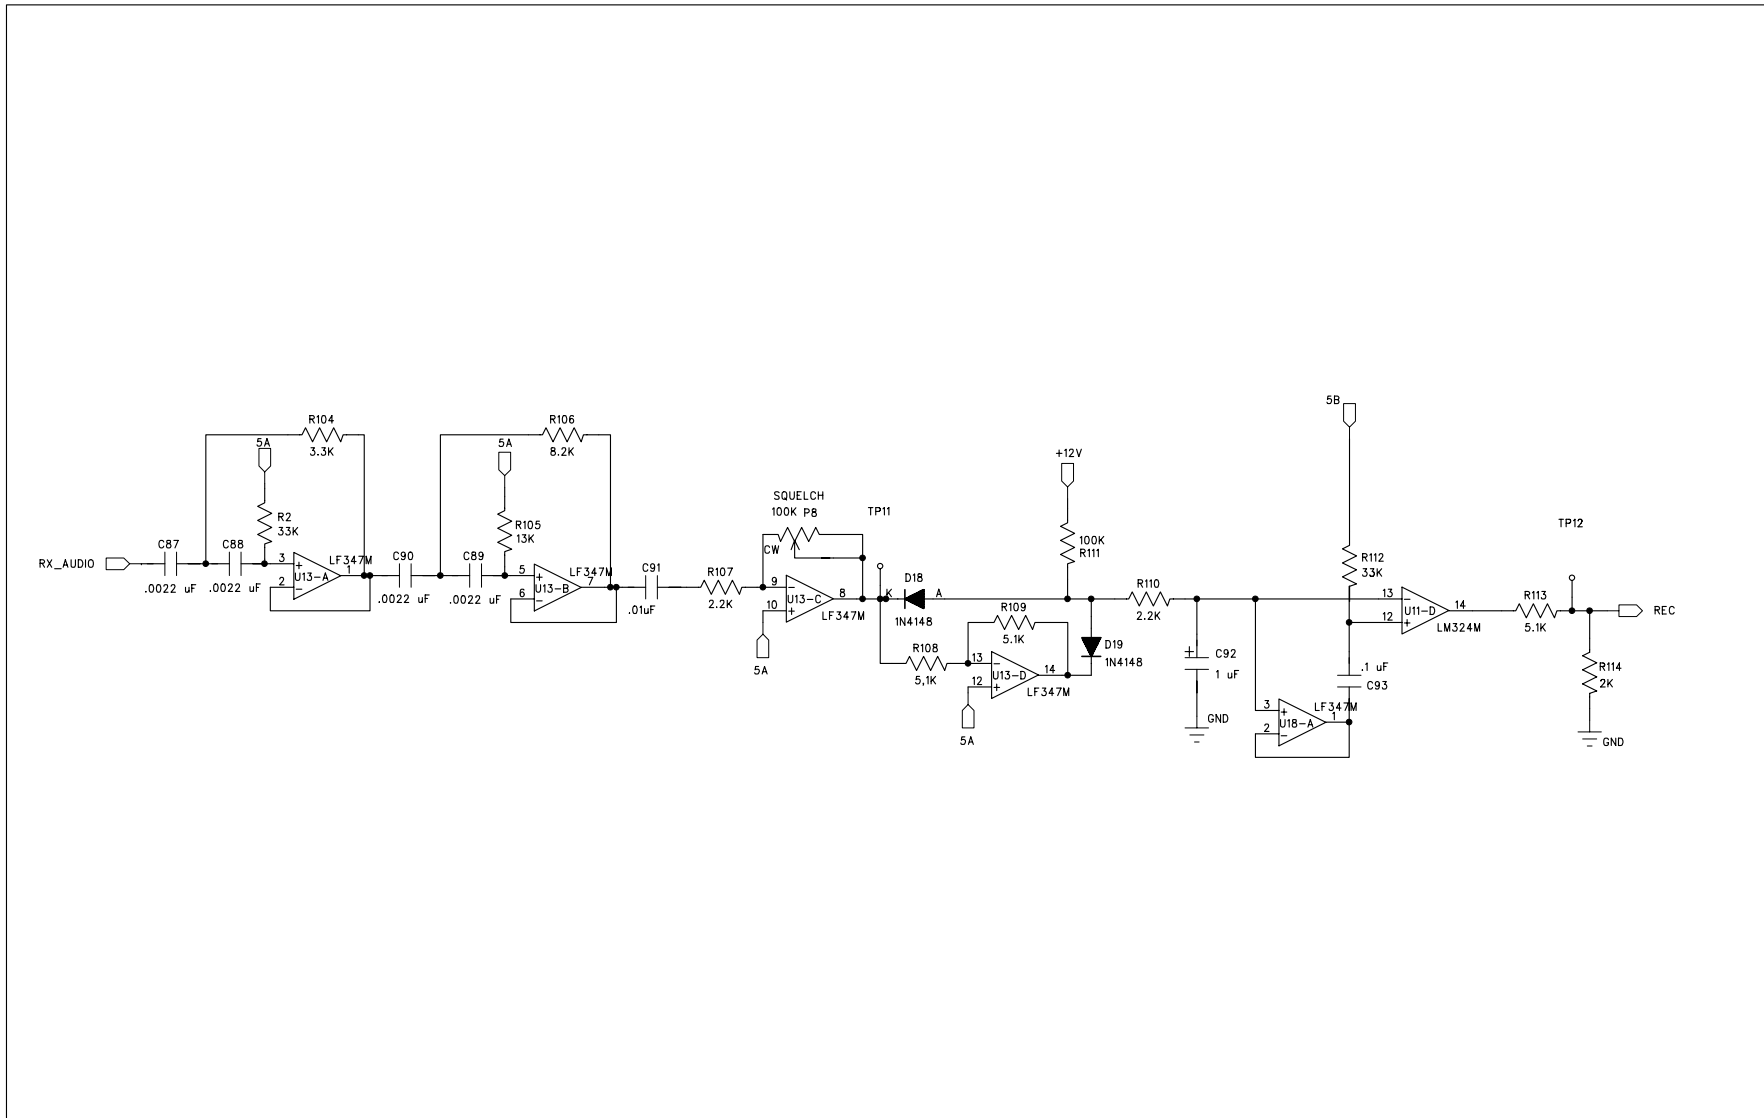 RX_AUDIO
C87
.0022 uF
C88
.0022 uF
R104
3.3K
5A
R2
33K
3
+
2
−
U13-A
1
LF347M
C90
.0022 uF
C89
.0022 uF
R106
8.2K
5A
R105
13K
5
+
6
−
U13-B
7
LF347M
C91
.01uF
R107
2.2K
SQUELCH
100K P8
CW
9
−
10
+
U13-C
8
LF347M
5A
TP11
K
D18
A
1N4148
R108
5,1K
R109
5.1K
13
−
12
+
U13-D
14
LF347M
5A
+12V
100K
R111
D19
1N4148
R110
2.2K
+
C92
1 uF
GND
5B
R112
33K
3
+
2
−
U18-A
1
LF347M
.1 uF
C93
13
−
12
+
U11-D
14
LM324M
R113
5.1K
TP12
REC
R114
2K
GND